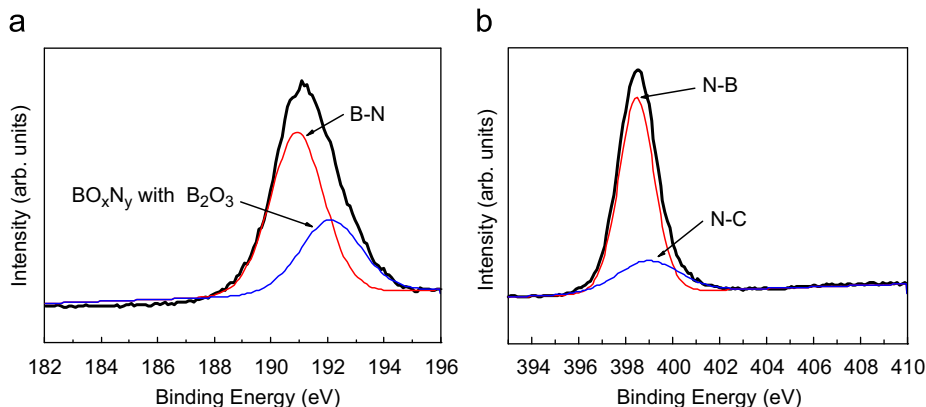 a
Intensity (arb. units)
B-N
BOxNy with B2O3
182 184 186 188 190 192 194 196
Binding Energy (eV)
b
Intensity (arb. units)
N-B
N-C
394 396 398 400 402 404 406 408 410
Binding Energy (eV)